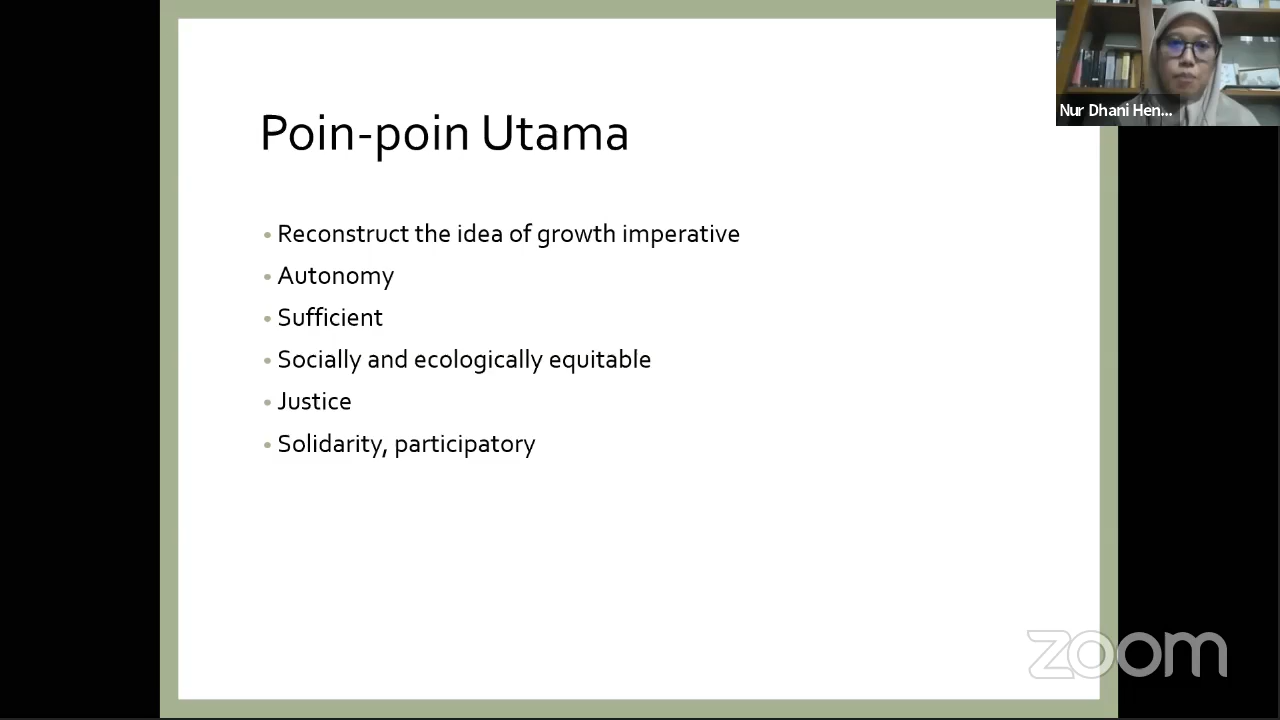 Poin-poin Utama
• Reconstruct the idea of growth imperative
• Autonomy
• Sufficient
• Socially and ecologically equitable
• Justice
• Solidarity, participatory
Nur Dhani Hen...
zoom